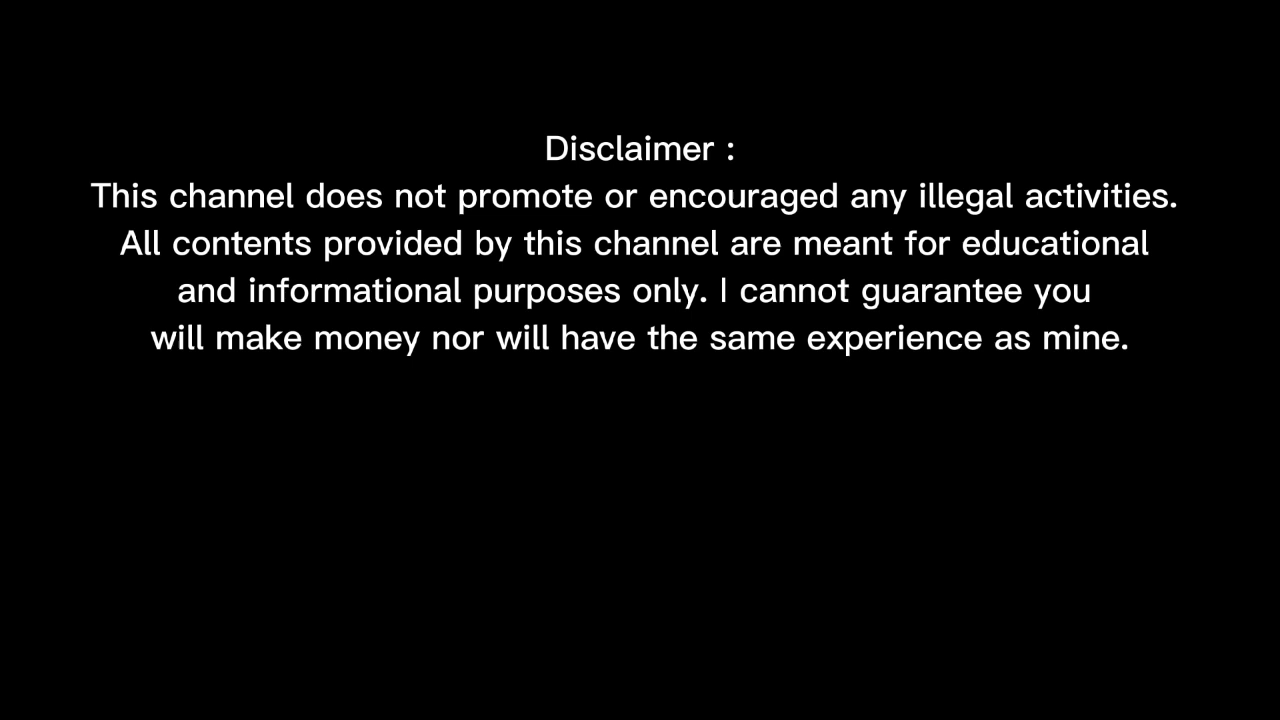 Disclaimer :
This channel does not promote or encouraged any illegal activities.
All contents provided by this channel are meant for educational
and informational purposes only. I cannot guarantee you
will make money nor will have the same experience as mine.